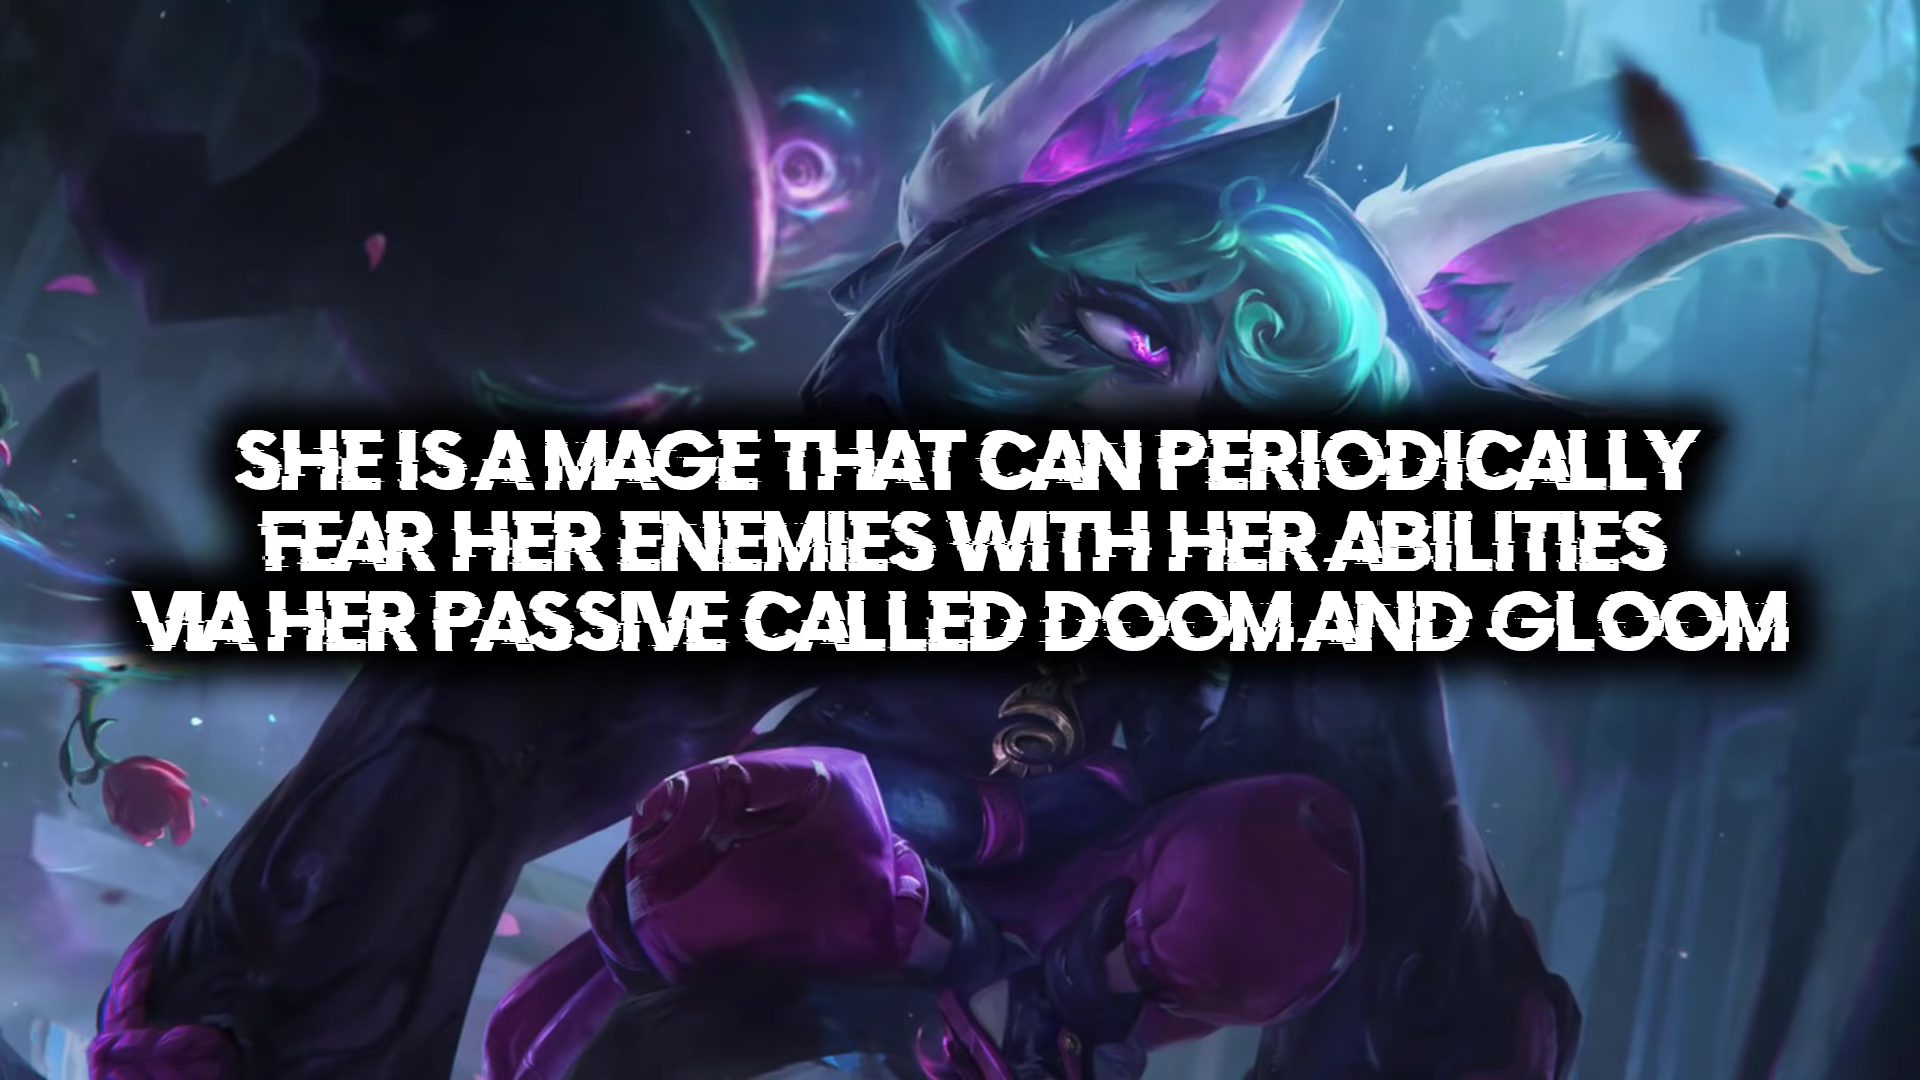 SHE IS A MAGE THAT CAN PERIODICALLY
FEAR HER ENEMIES WITH HER ABILITIES
VIA HER PASSIVE CALLED DOOM AND GLOOM